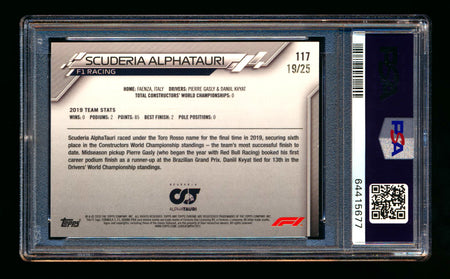 SCUDERIA ALPHATAURI
F1 RACING
117
19/25
HOME: FAENZA, ITALY DRIVERS: PIERRE GASLY & DANIIL KVYAT
TOTAL CONSTRUCTORS' WORLD CHAMPIONSHIPS: 0
2019 TEAM STATS
WINS: 0 PODIUMS: 2 POINTS: 85 BEST FINISH: 2 POLE POSITIONS: 0
Scuderia AlphaTauri raced under the Toro Rosso name for the final time in 2019, securing sixth
place in the Constructors World Championship standings – the team's most successful finish to
date. Midseason pickup Pierre Gasly (who began the year with Red Bull Racing) booked his
first career podium finish as a runner-up at the Brazilian Grand Prix. Daniil Kvyat tied for 13th in the
Drivers' World Championship standings.
SCUDERIA
AT
ALPHATAURI
Topps
F1
PSA
64415677